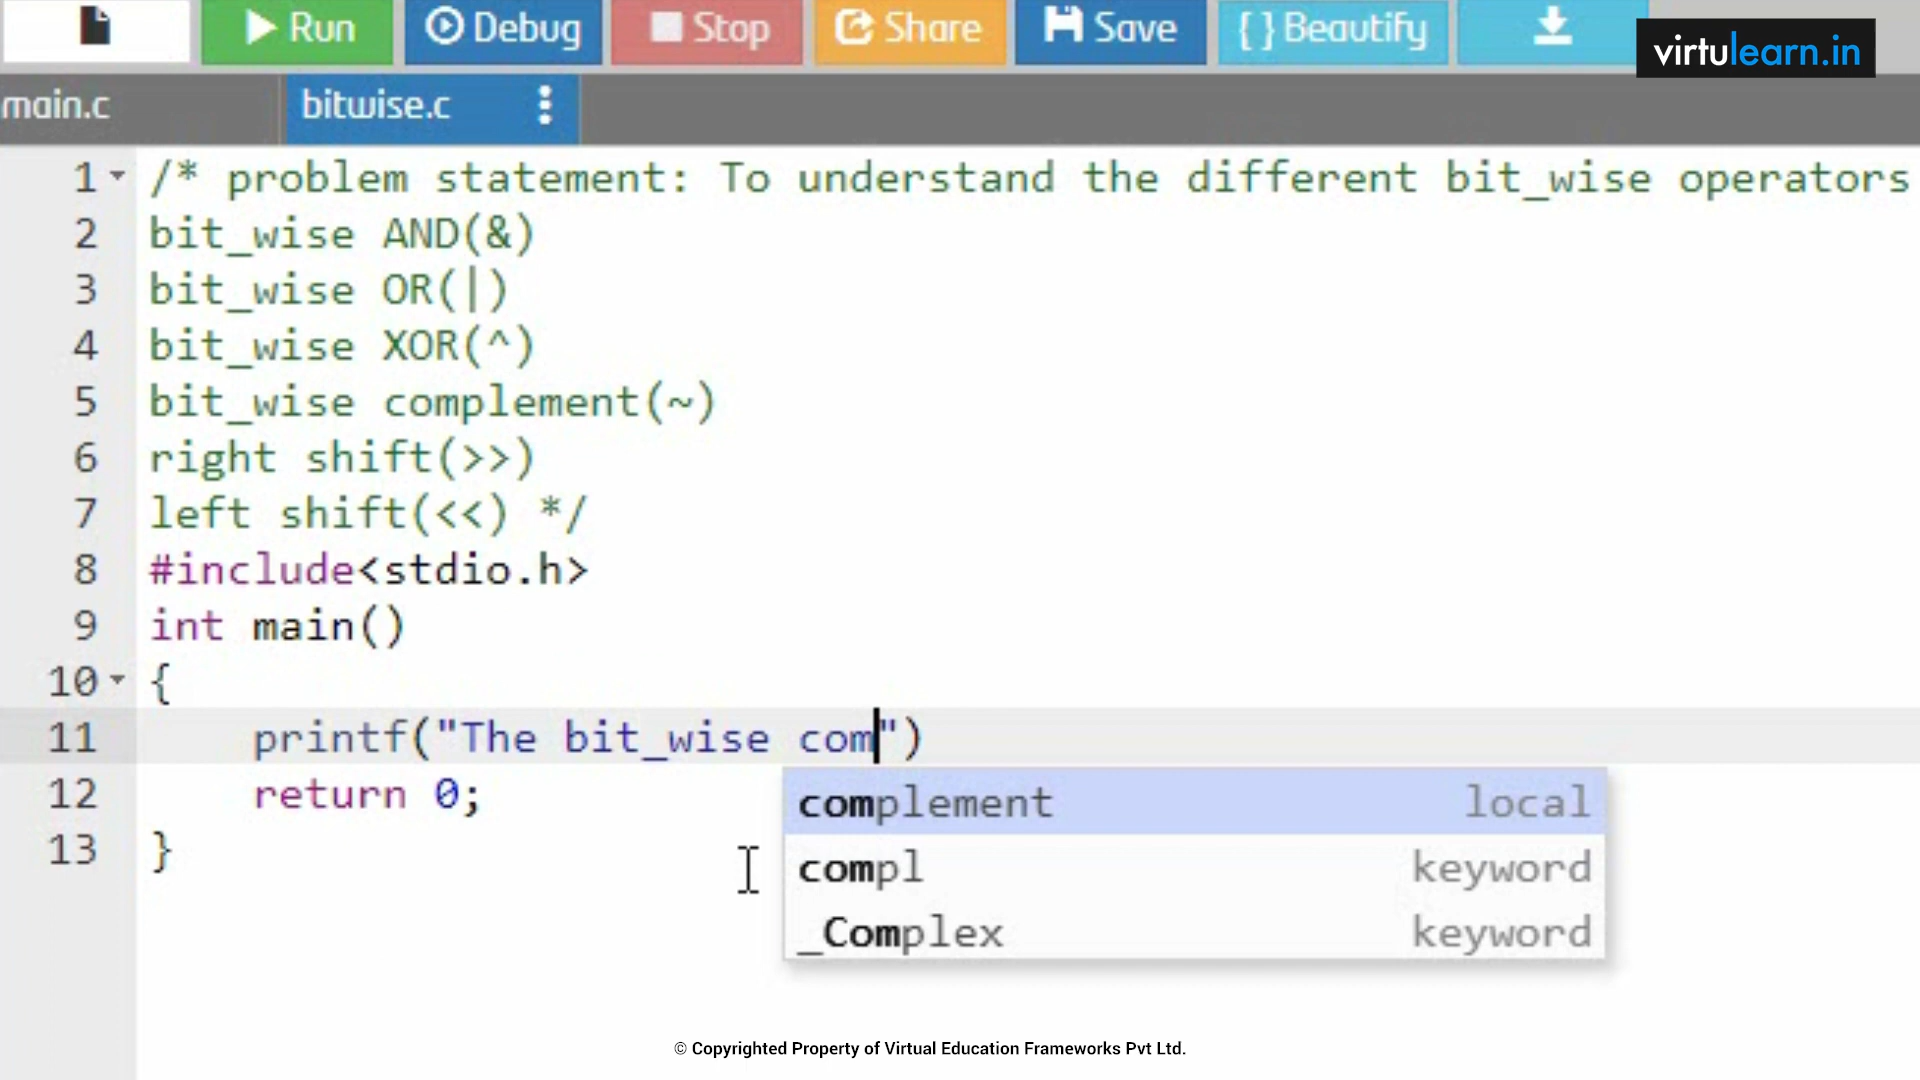 Run Debug Stop Share Save {} Beautify
virtulearn.in
main.c bitwise.c
1 /* problem statement: To understand the different bit_wise operators
2 bit_wise AND(&)
3 bit_wise OR(|)
4 bit_wise XOR(^)
5 bit_wise complement(~)
6 right shift(>>)
7 left shift(<<) */
8 #include<stdio.h>
9 int main()
10 {
11 printf("The bit_wise com")
12 return 0;
13 }
complement local
compl keyword
_Complex keyword
© Copyrighted Property of Virtual Education Frameworks Pvt Ltd.